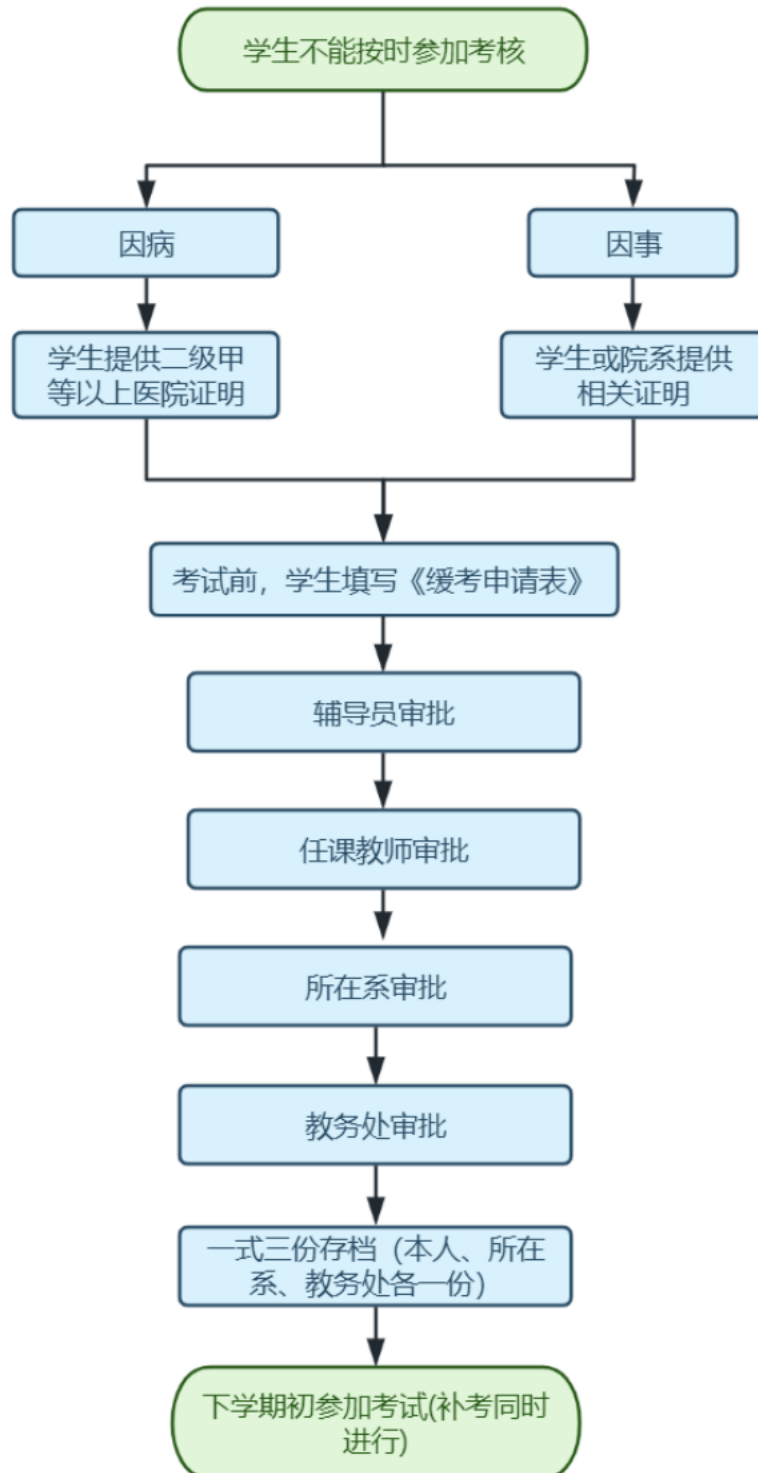 学生不能按时参加考核
因病
因事
学生提供二级甲
等以上医院证明
学生或院系提供
相关证明
考试前，学生填写《缓考申请表》
辅导员审批
任课教师审批
所在系审批
教务处审批
一式三份存档（本人、所在
系、教务处各一份）
下学期初参加考试(补考同时
进行)